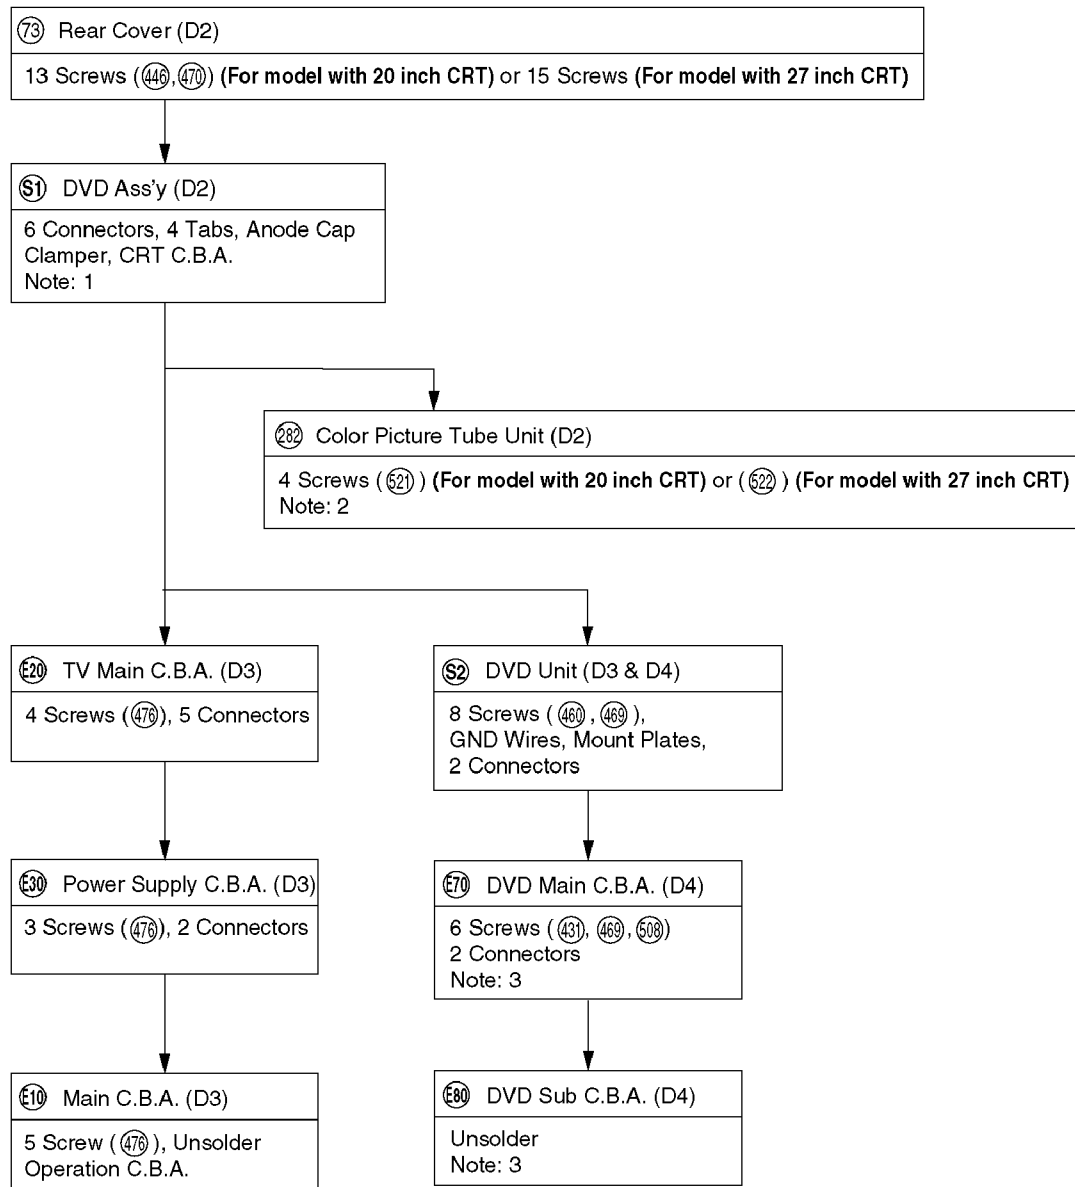 73 Rear Cover (D2)
13 Screws (446, 470) (For model with 20 inch CRT) or 15 Screws (For model with 27 inch CRT)
S1 DVD Ass'y (D2)
6 Connectors, 4 Tabs, Anode Cap
Clamper, CRT C.B.A.
Note: 1
282 Color Picture Tube Unit (D2)
4 Screws (521) (For model with 20 inch CRT) or (522) (For model with 27 inch CRT)
Note: 2
E20 TV Main C.B.A. (D3)
4 Screws (476), 5 Connectors
S2 DVD Unit (D3 & D4)
8 Screws (460, 469),
GND Wires, Mount Plates,
2 Connectors
E30 Power Supply C.B.A. (D3)
3 Screws (476), 2 Connectors
E70 DVD Main C.B.A. (D4)
6 Screws (431, 469, 508)
2 Connectors
Note: 3
E10 Main C.B.A. (D3)
5 Screw (476), Unsolder
Operation C.B.A.
E80 DVD Sub C.B.A. (D4)
Unsolder
Note: 3